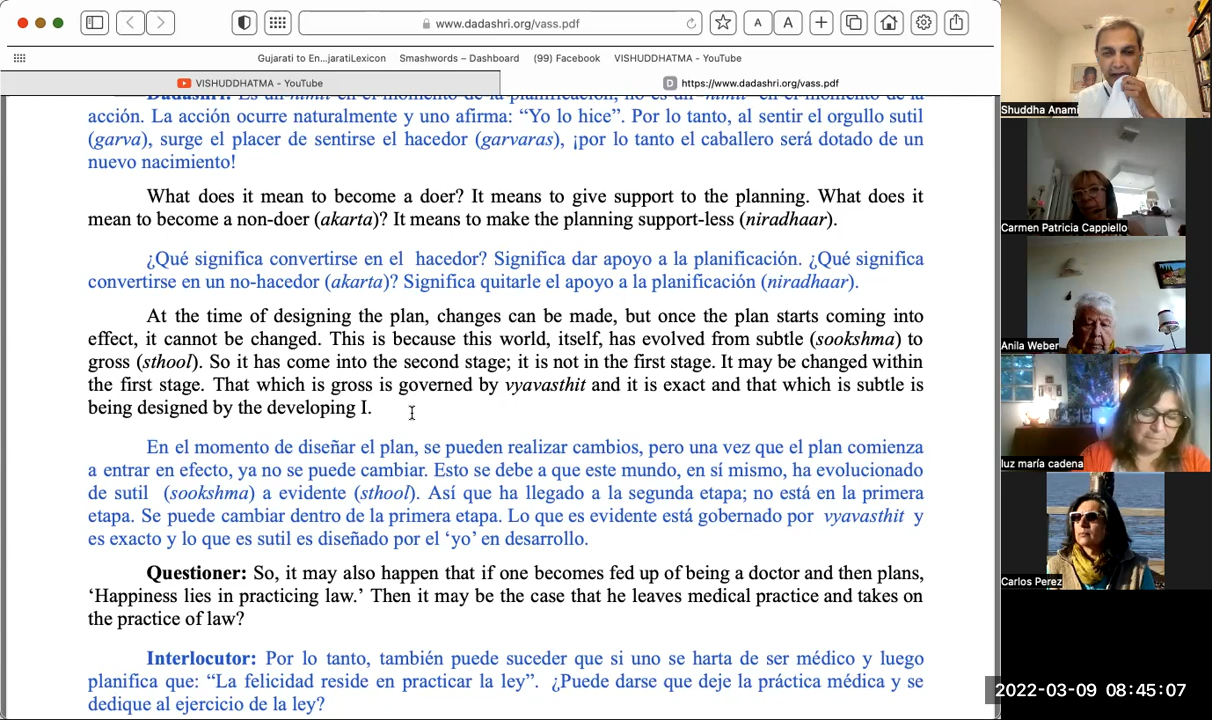 www.dadashri.org/vass.pdf
A A
Gujarati to En...jaratiLexicon Smashwords – Dashboard (99) Facebook VISHUDDHATMA - YouTube
VISHUDDHATMA - YouTube
D https://www.dadashri.org/vass.pdf
acción. La acción ocurre naturalmente y uno afirma: “Yo lo hice”. Por lo tanto, al sentir el orgullo sutil
(garva), surge el placer de sentirse el hacedor (garvaras), ¡por lo tanto el caballero será dotado de un
nuevo nacimiento!
What does it mean to become a doer? It means to give support to the planning. What does it
mean to become a non-doer (akarta)? It means to make the planning support-less (niradhaar).
¿Qué significa convertirse en el hacedor? Significa dar apoyo a la planificación. ¿Qué significa
convertirse en un no-hacedor (akarta)? Significa quitarle el apoyo a la planificación (niradhaar).
At the time of designing the plan, changes can be made, but once the plan starts coming into
effect, it cannot be changed. This is because this world, itself, has evolved from subtle (sookshma) to
gross (sthool). So it has come into the second stage; it is not in the first stage. It may be changed within
the first stage. That which is gross is governed by vyavasthit and it is exact and that which is subtle is
being designed by the developing I.
En el momento de diseñar el plan, se pueden realizar cambios, pero una vez que el plan comienza
a entrar en efecto, ya no se puede cambiar. Esto se debe a que este mundo, en sí mismo, ha evolucionado
de sutil (sookshma) a evidente (sthool). Así que ha llegado a la segunda etapa; no está en la primera
etapa. Se puede cambiar dentro de la primera etapa. Lo que es evidente está gobernado por vyavasthit y
es exacto y lo que es sutil es diseñado por el ‘yo’ en desarrollo.
Questioner: So, it may also happen that if one becomes fed up of being a doctor and then plans,
‘Happiness lies in practicing law.’ Then it may be the case that he leaves medical practice and takes on
the practice of law?
Interlocutor: Por lo tanto, también puede suceder que si uno se harta de ser médico y luego
planifica que: “La felicidad reside en practicar la ley”. ¿Puede darse que deje la práctica médica y se
dedique al ejercicio de la ley?
Shuddha Anami
Carmen Patricia Cappiello
Anila Weber
luz maría cadena
Carlos Perez
2022-03-09 08:45:07